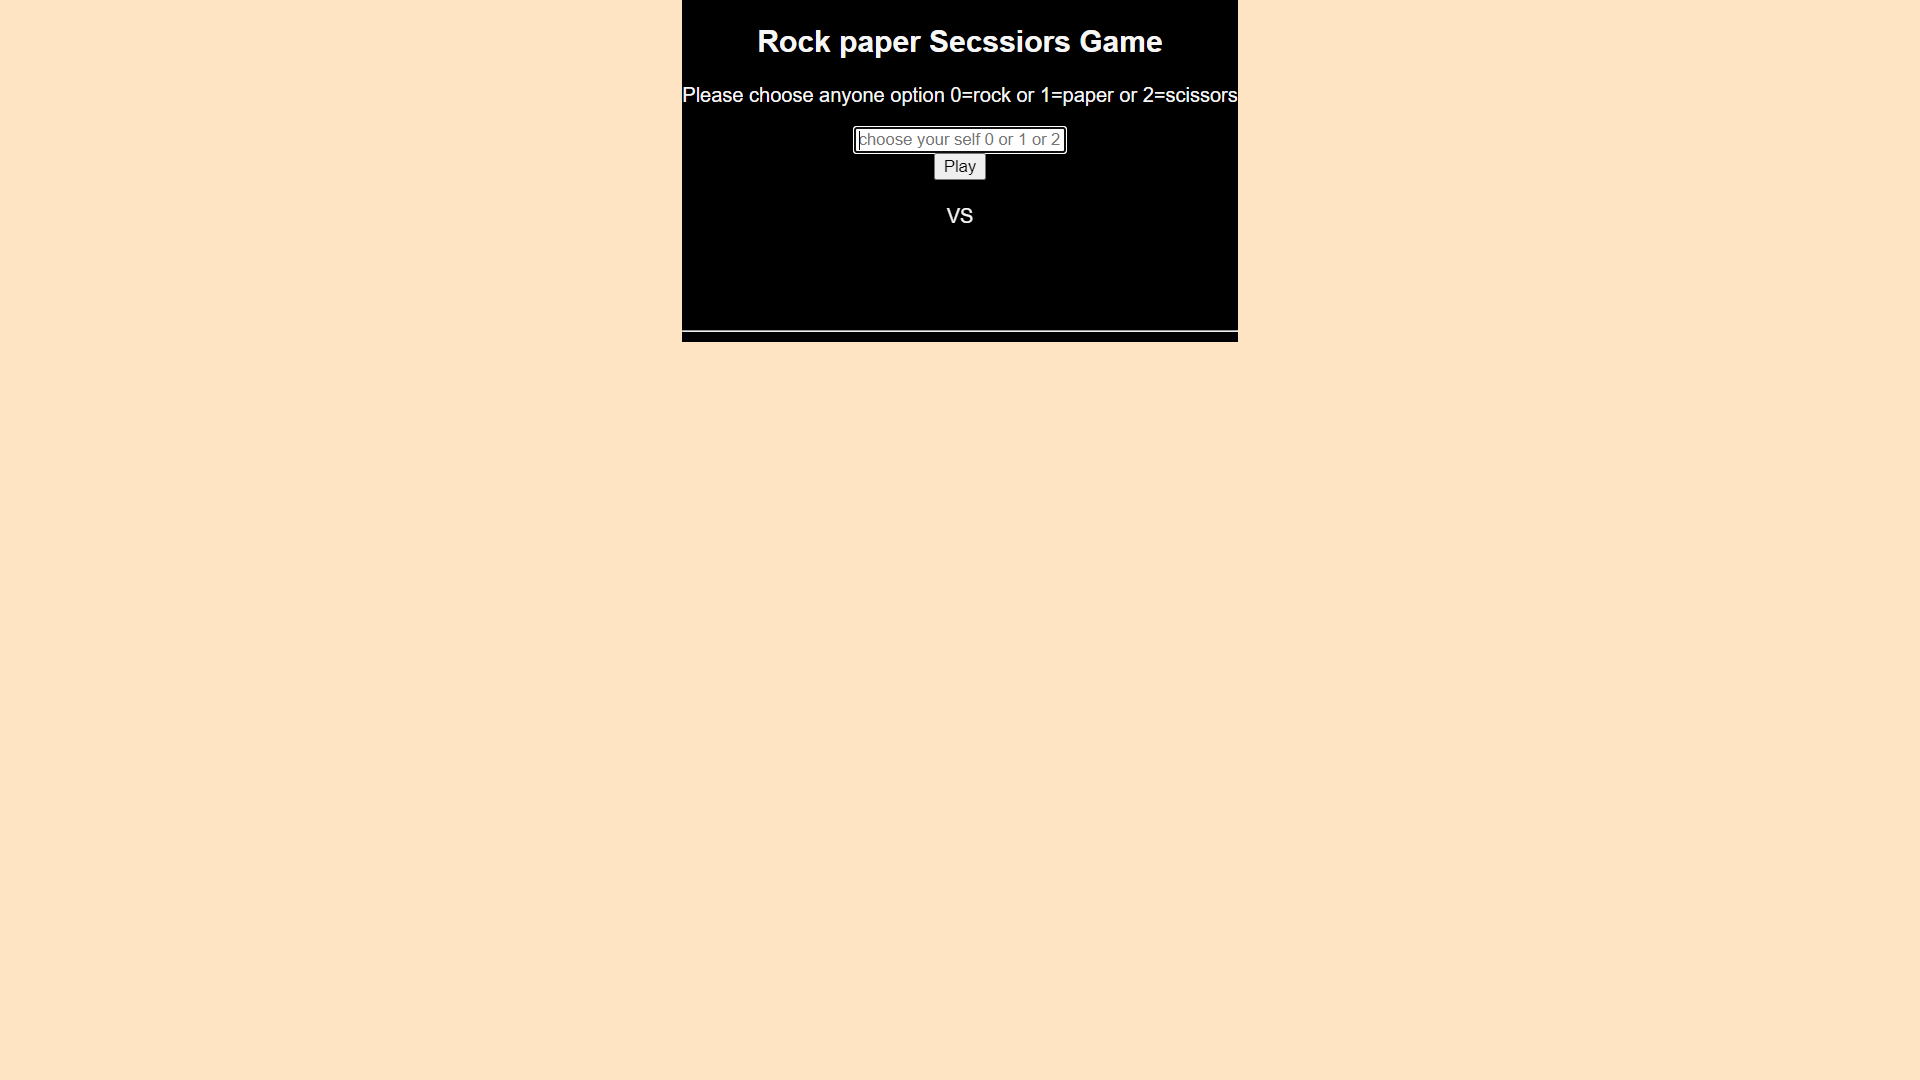 Rock paper Secssiors Game
Please choose anyone option 0=rock or 1=paper or 2=scissors
choose your self 0 or 1 or 2
Play
VS